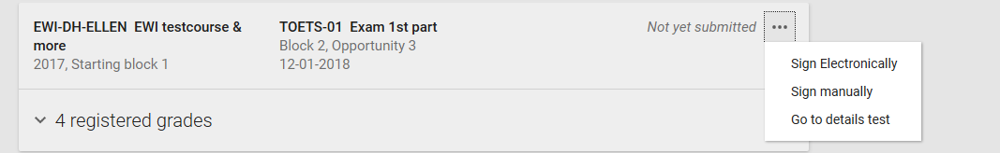 EWI-DH-ELLEN EWI testcourse &
more
2017, Starting block 1
TOETS-01 Exam 1st part
Block 2, Opportunity 3
12-01-2018
Not yet submitted
Sign Electronically
Sign manually
Go to details test
4 registered grades